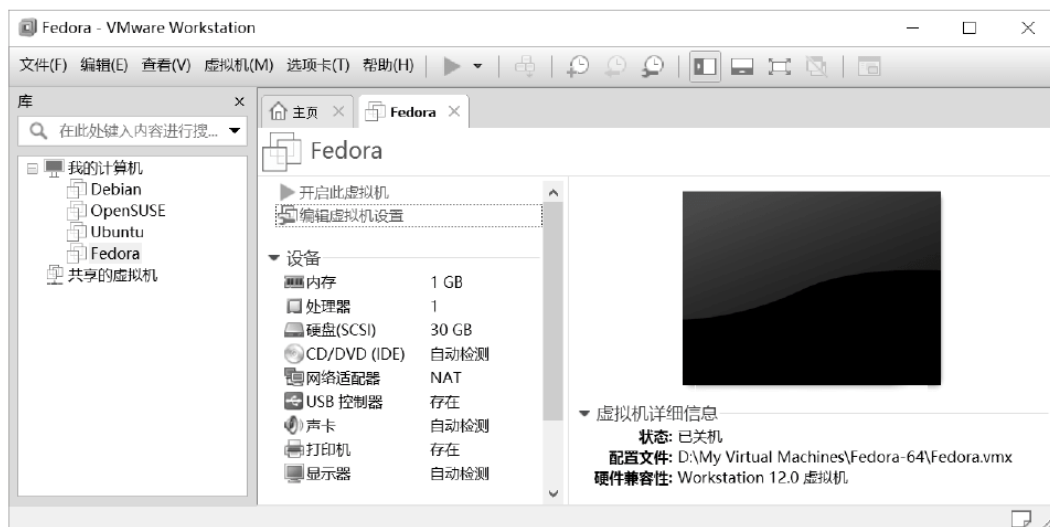 Fedora - VMware Workstation
文件(F) 编辑(E) 查看(V) 虚拟机(M) 选项卡(T) 帮助(H)
库
在此处键入内容进行搜...
我的计算机
Debian
OpenSUSE
Ubuntu
Fedora
共享的虚拟机
主页 Fedora
Fedora
开启此虚拟机
编辑虚拟机设置
设备
内存 1 GB
处理器 1
硬盘(SCSI) 30 GB
CD/DVD (IDE) 自动检测
网络适配器 NAT
USB 控制器 存在
声卡 自动检测
打印机 存在
显示器 自动检测
虚拟机详细信息
状态: 已关机
配置文件: D:\My Virtual Machines\Fedora-64\Fedora.vmx
硬件兼容性: Workstation 12.0 虚拟机